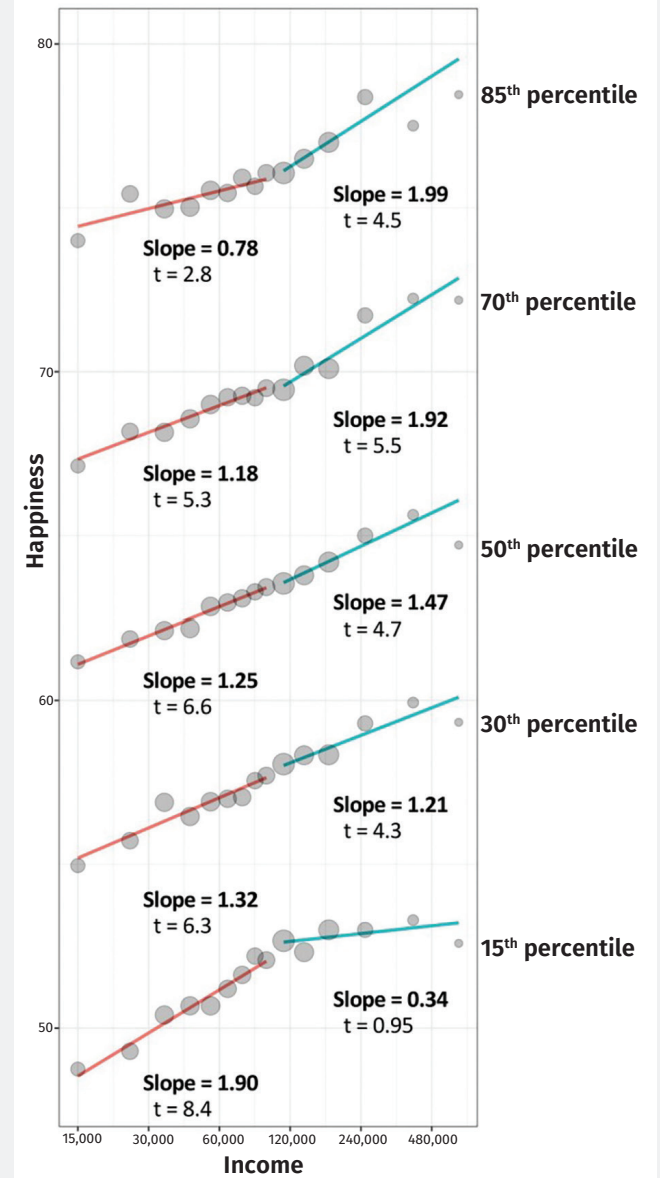 80
85th percentile
Slope = 1.99
t = 4.5
Slope = 0.78
t = 2.8
70th percentile
70
Slope = 1.92
t = 5.5
Slope = 1.18
t = 5.3
Happiness
50th percentile
Slope = 1.47
t = 4.7
Slope = 1.25
t = 6.6
60
30th percentile
Slope = 1.21
t = 4.3
Slope = 1.32
t = 6.3
15th percentile
Slope = 0.34
t = 0.95
50
Slope = 1.90
t = 8.4
15,000 30,000 60,000 120,000 240,000 480,000
Income